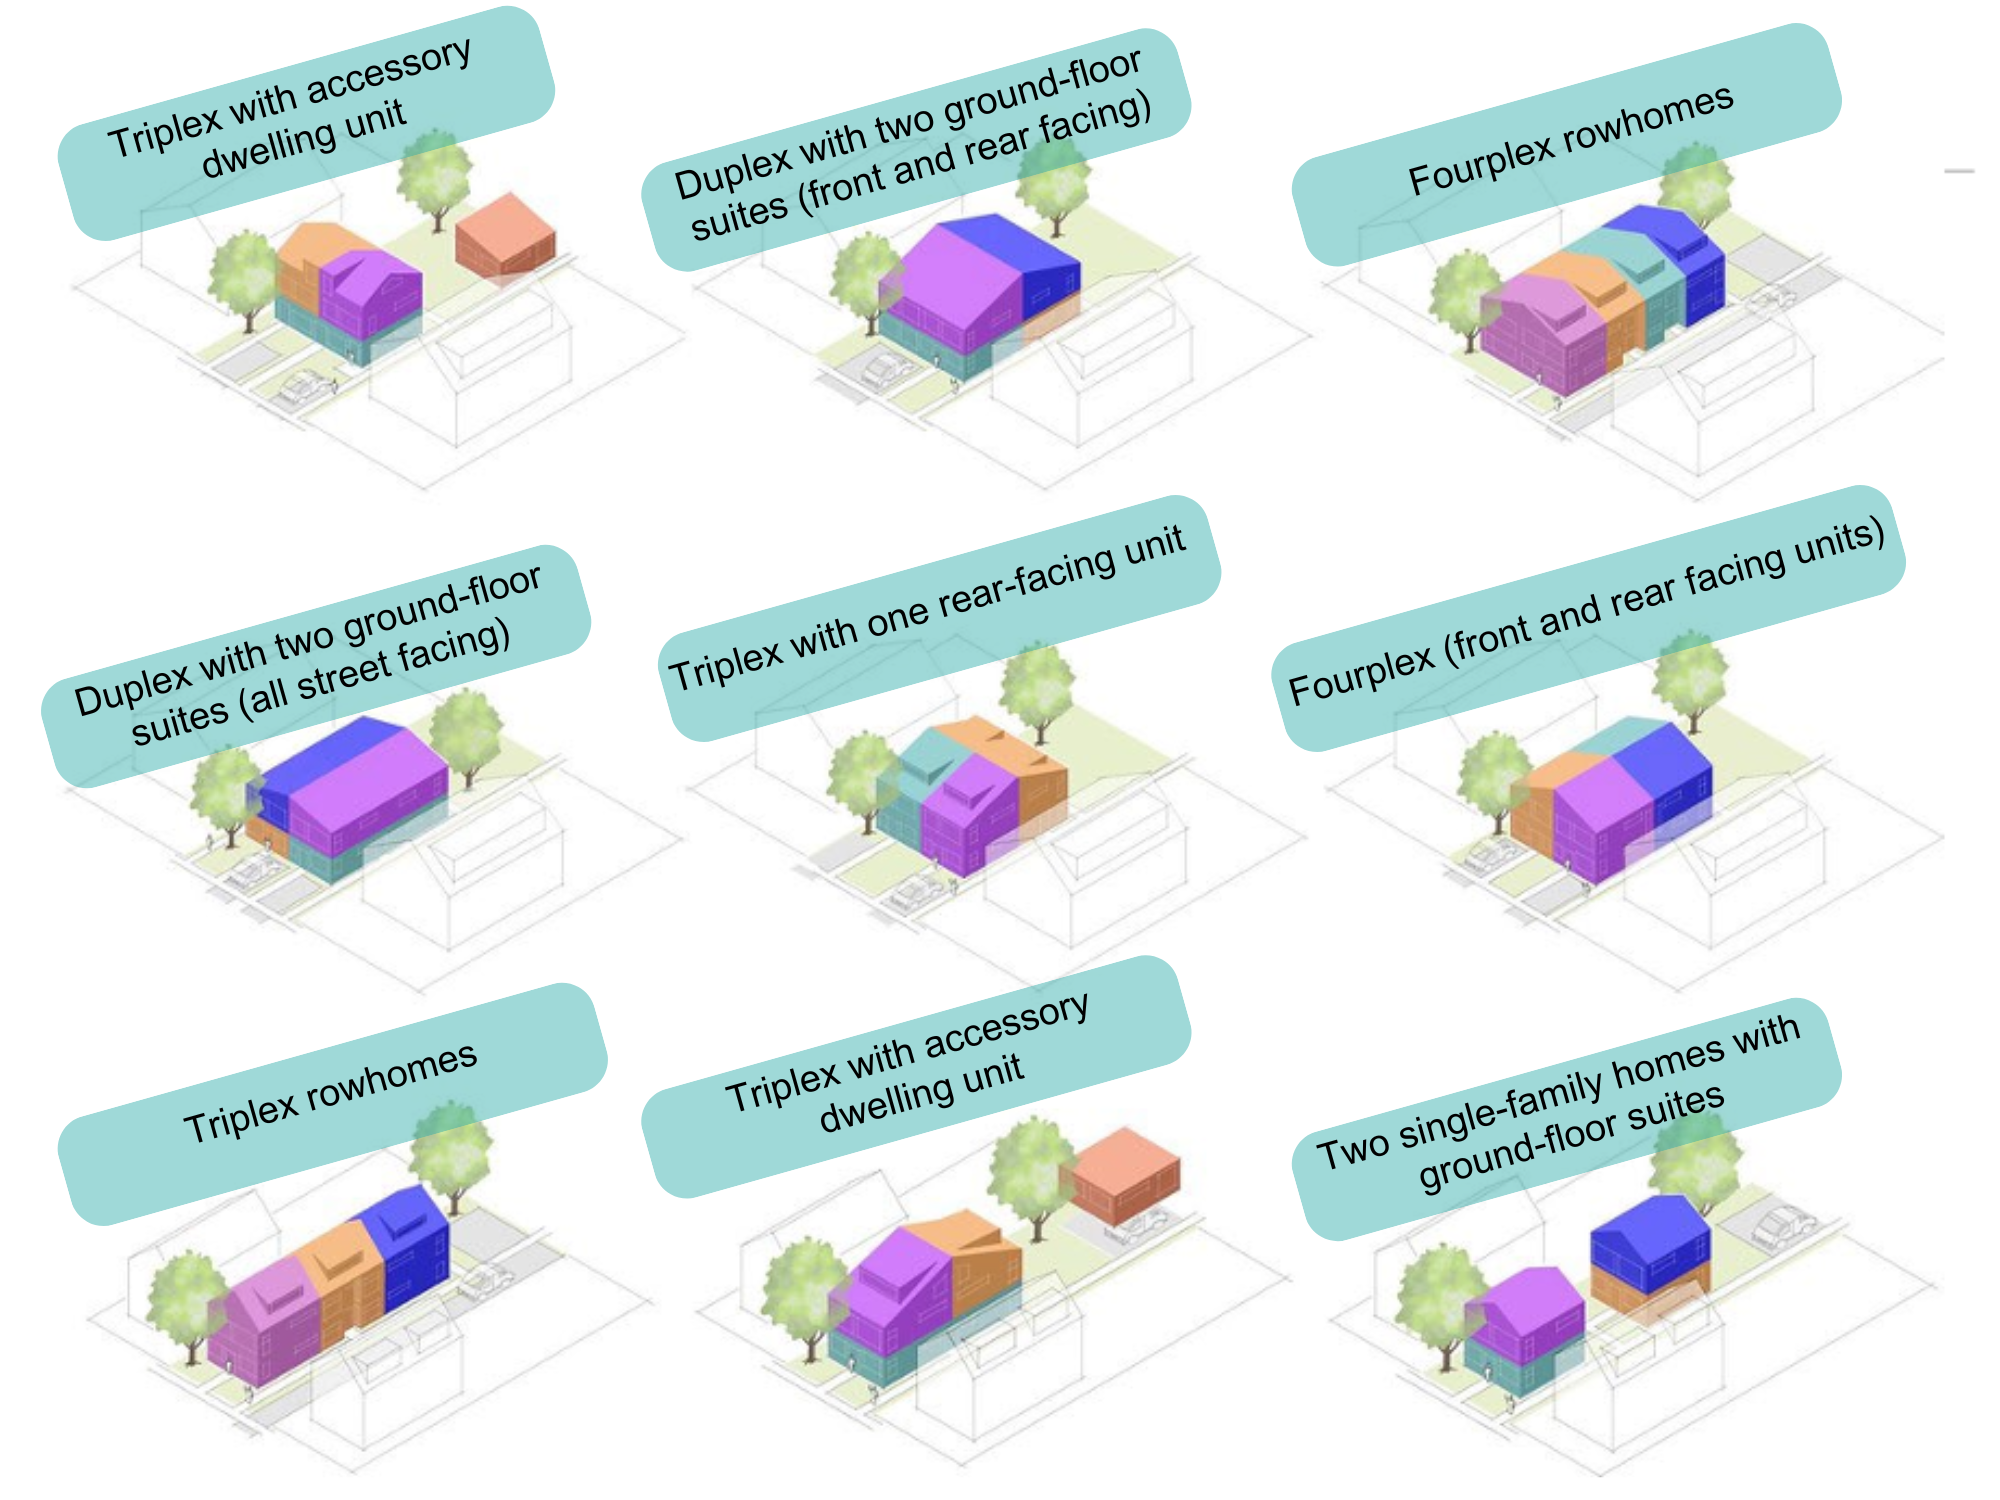 Triplex with accessory
dwelling unit
Duplex with two ground-floor
suites (front and rear facing)
Fourplex rowhomes
Duplex with two ground-floor
suites (all street facing)
Triplex with one rear-facing unit
Fourplex (front and rear facing units)
Triplex rowhomes
Triplex with accessory
dwelling unit
Two single-family homes with
ground-floor suites